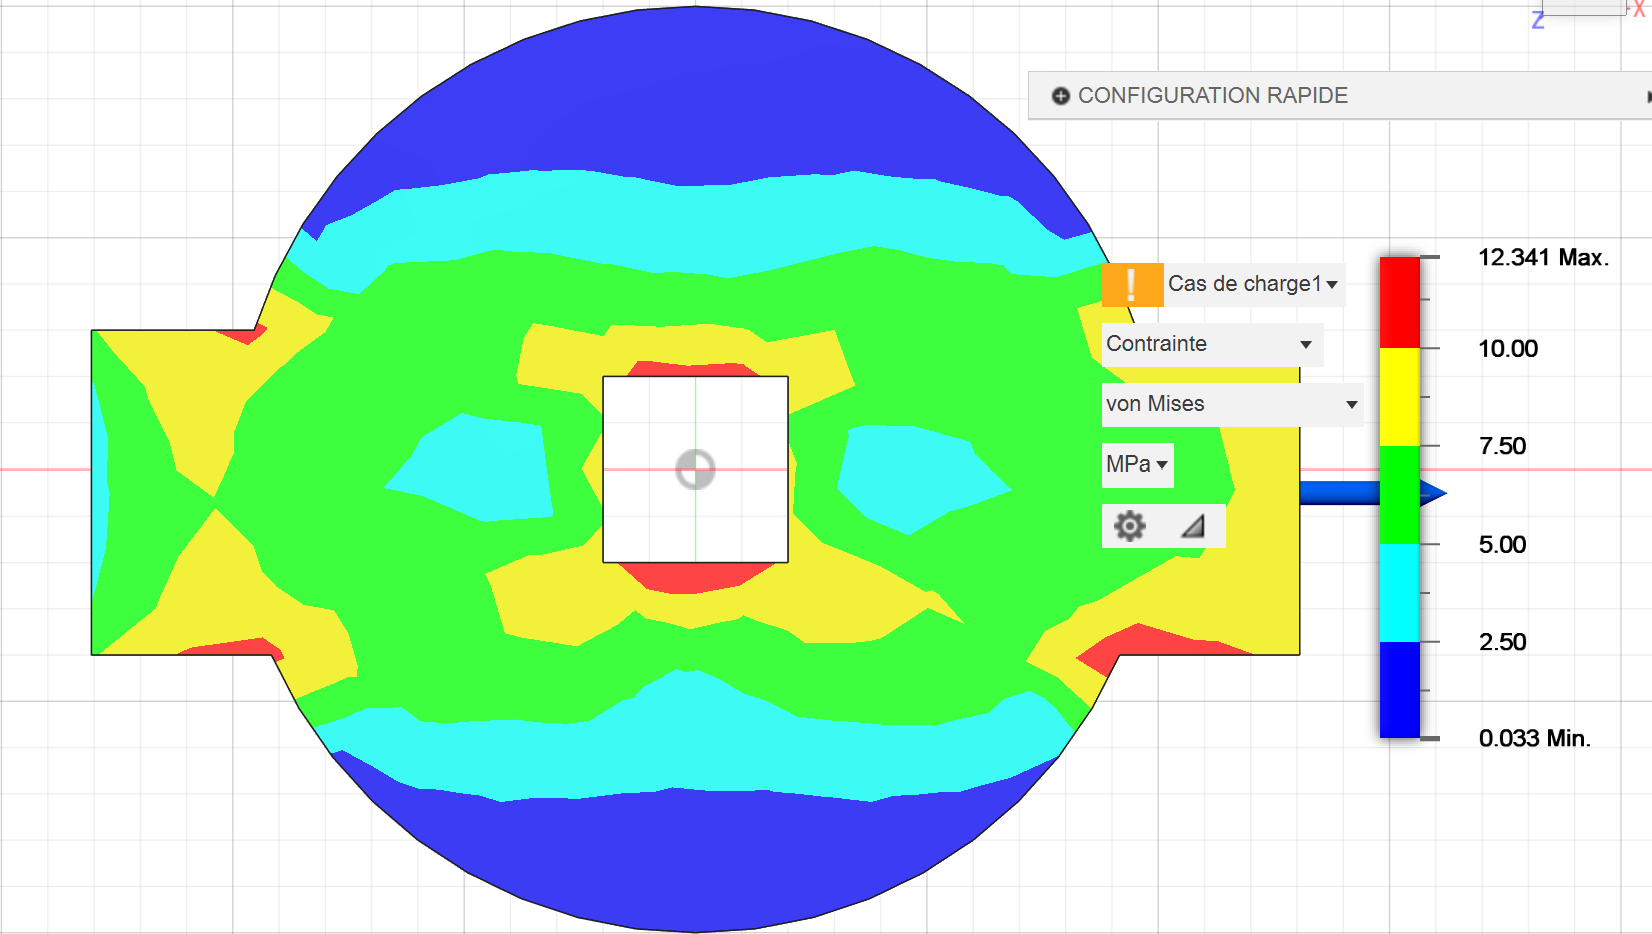 Z
X
CONFIGURATION RAPIDE
12.341 Max.
Cas de charge1
Contrainte
10.00
von Mises
7.50
MPa
5.00
2.50
0.033 Min.